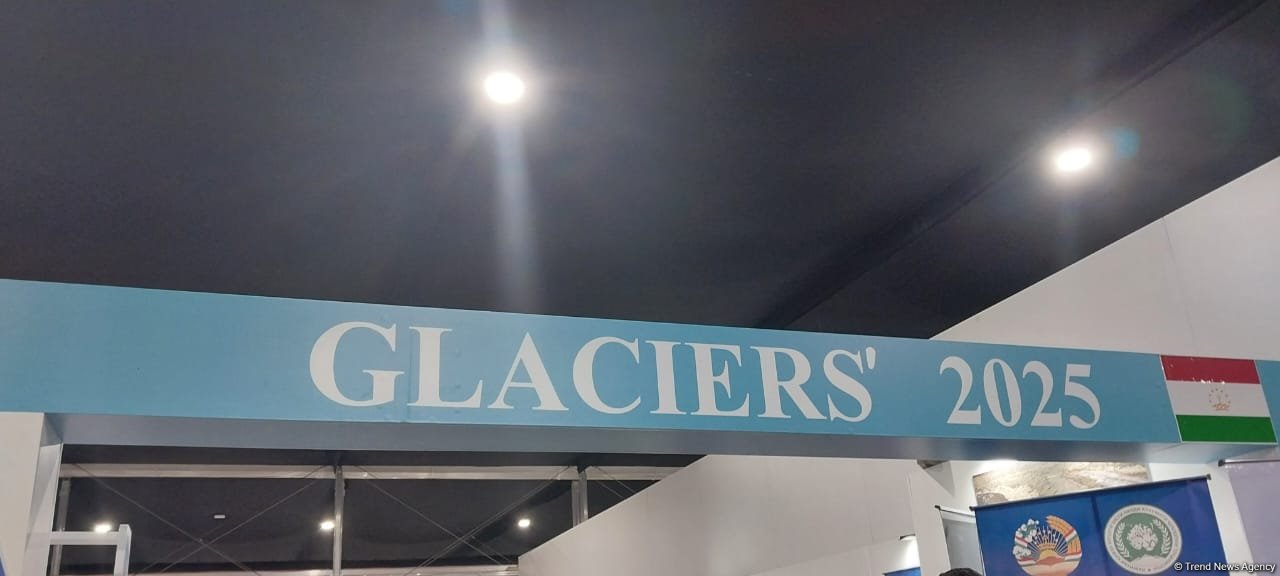 GLACIERS' 2025
© Trend News Agency